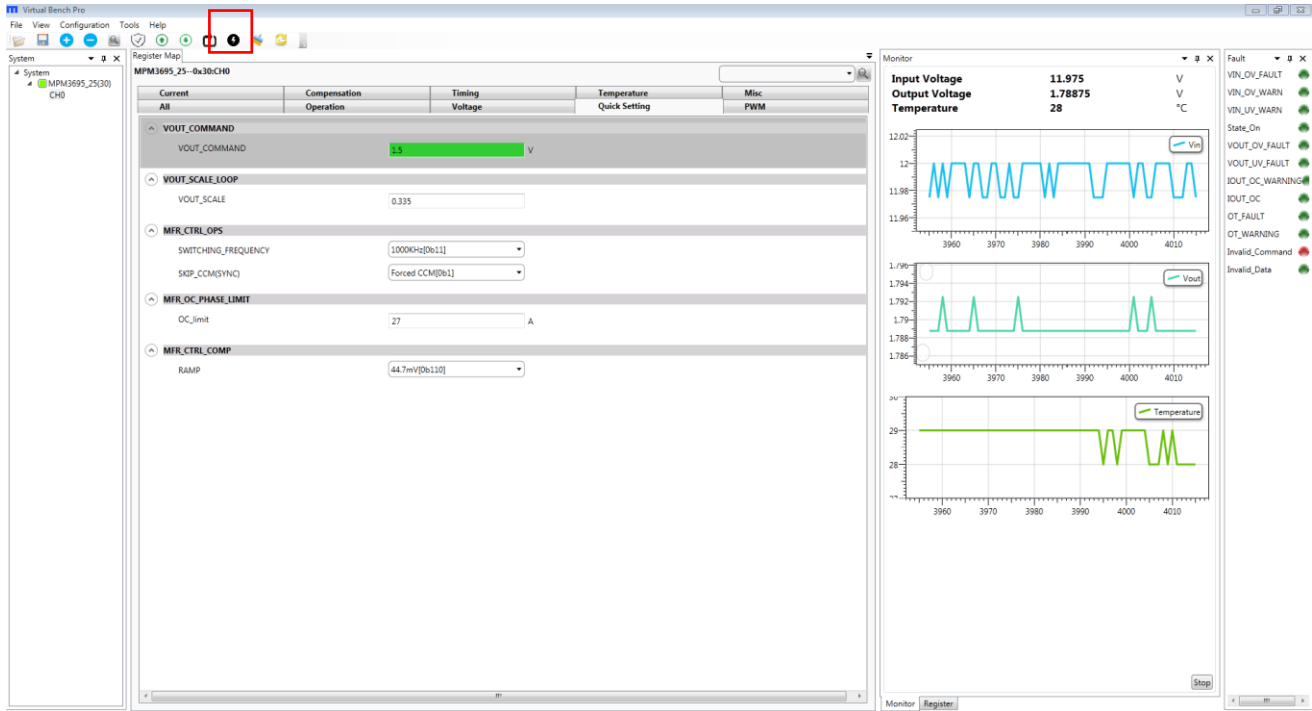 Virtual Bench Pro
File View Configuration Tools Help
System
System
MPM3695_25(30)
CH0
Register Map
MPM3695_25--0x30:CH0
Current Compensation Timing Temperature Misc
All Operation Voltage Quick Setting PWM
VOUT_COMMAND
VOUT_COMMAND 1.5 V
VOUT_SCALE_LOOP
VOUT_SCALE 0.335
MFR_CTRL_OPS
SWITCHING_FREQUENCY 1000KHz[0b11]
SKIP_CCM(SYNC) Forced CCM[0b1]
MFR_OC_PHASE_LIMIT
OC_limit 27 A
MFR_CTRL_COMP
RAMP 44.7mV[0b110]
Monitor
Input Voltage 11.975 V
Output Voltage 1.78875 V
Temperature 28 °C
12.02
12
11.98
11.96
Vin
3960 3970 3980 3990 4000 4010
1.796
1.794
1.792
1.79
1.788
1.786
Vout
3960 3970 3980 3990 4000 4010
29
28
Temperature
3960 3970 3980 3990 4000 4010
Stop
Monitor Register
Fault
VIN_OV_FAULT
VIN_OV_WARN
VIN_UV_WARN
State_On
VOUT_OV_FAULT
VOUT_UV_FAULT
IOUT_OC_WARNING
IOUT_OC
OT_FAULT
OT_WARNING
Invalid_Command
Invalid_Data